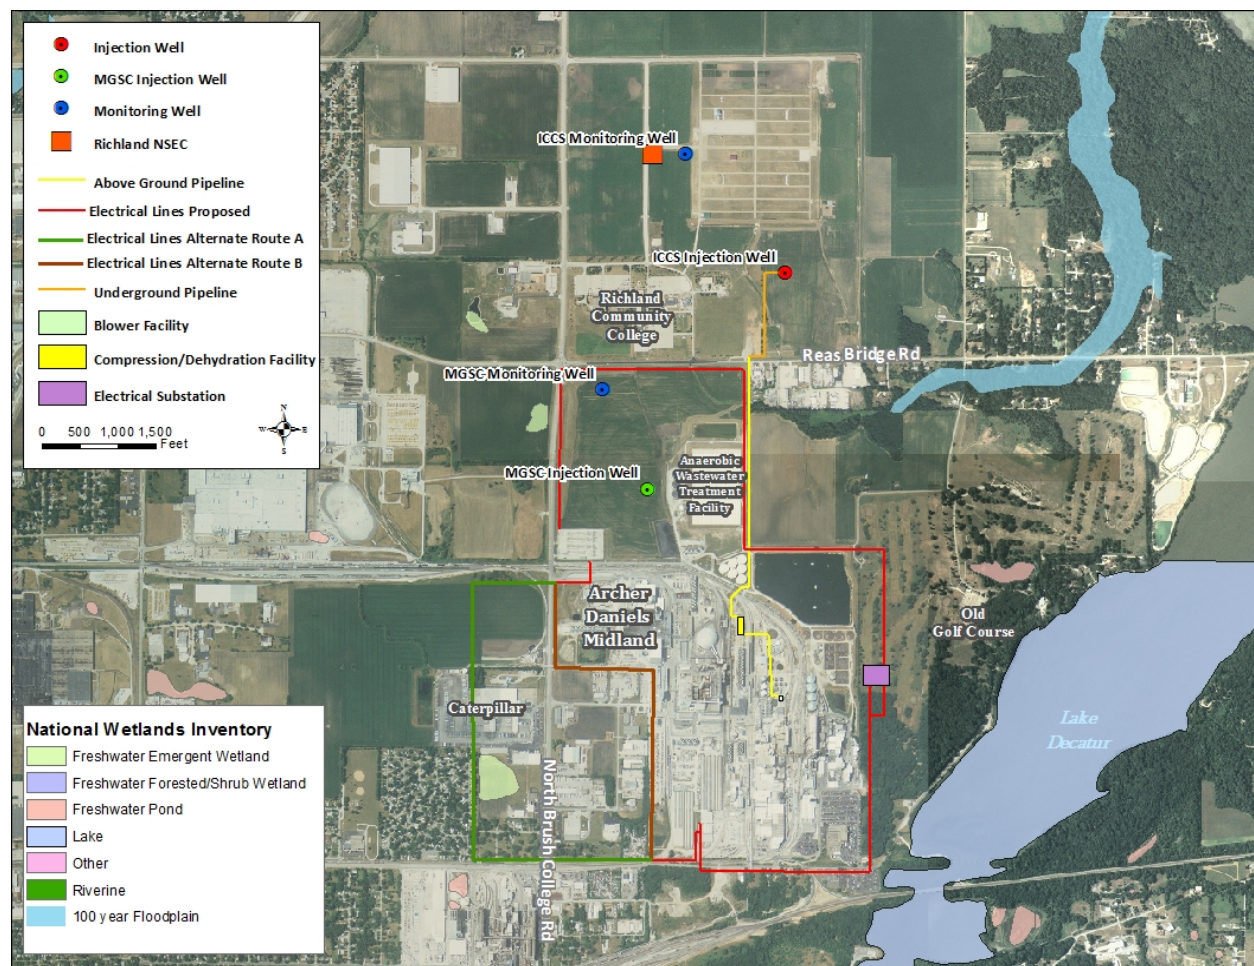 Injection Well
MGSC Injection Well
Monitoring Well
Richland NSEC
Above Ground Pipeline
Electrical Lines Proposed
Electrical Lines Alternate Route A
Electrical Lines Alternate Route B
Underground Pipeline
Blower Facility
Compression/Dehydration Facility
Electrical Substation
N
W E
S
0 500 1,000 1,500
Feet
ICCS Monitoring Well
ICCS Injection Well
Richland
Community
College
Reas Bridge Rd
MGSC Monitoring Well
MGSC Injection Well
Anaerobic
Wastewater
Treatment
Facility
Archer
Daniels
Midland
Old
Golf Course
Caterpillar
Lake
Decatur
North Brush College Rd
National Wetlands Inventory
Freshwater Emergent Wetland
Freshwater Forested/Shrub Wetland
Freshwater Pond
Lake
Other
Riverine
100 year Floodplain